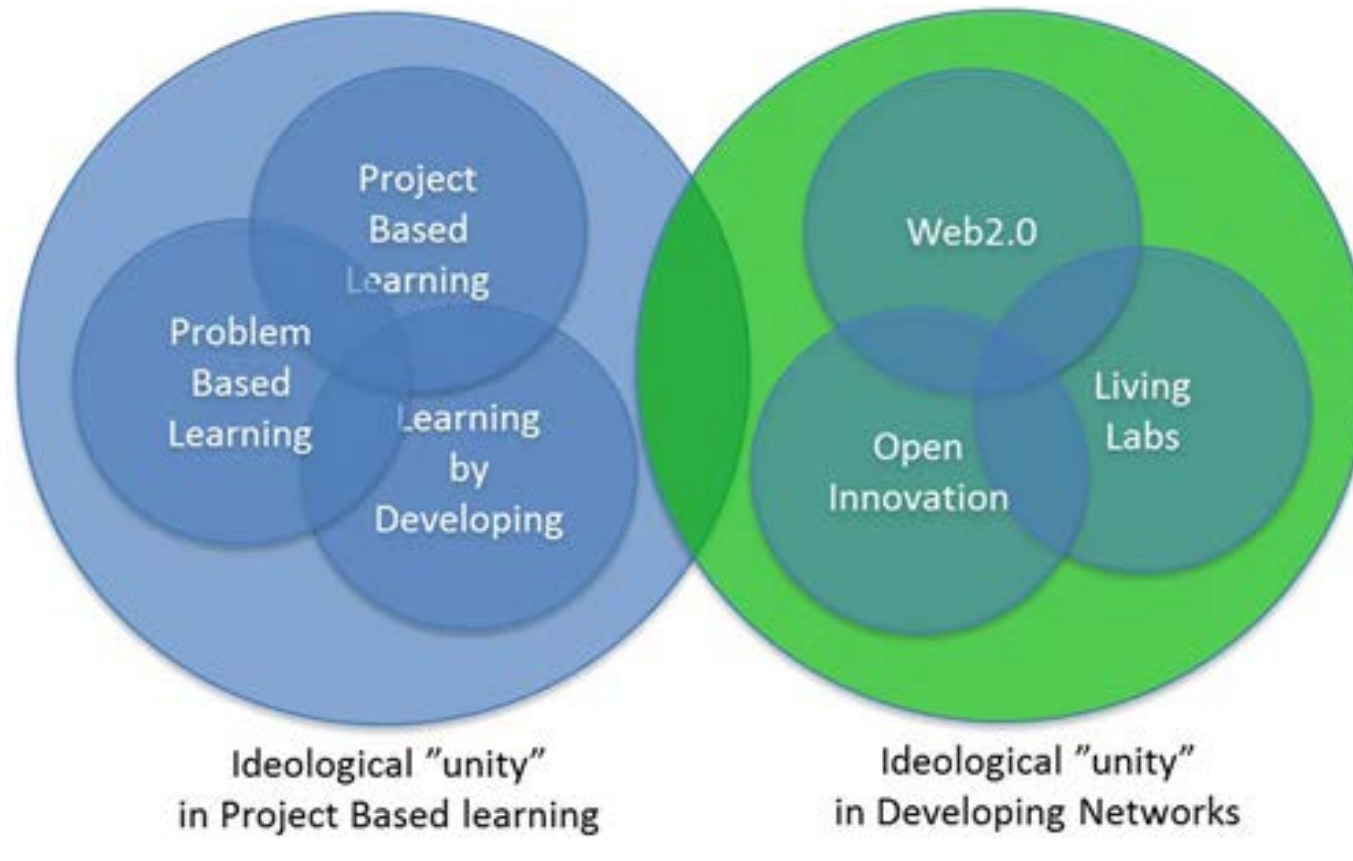 Project
Based
Learning
Problem
Based
Learning
Learning
by
Developing
Web2.0
Living
Labs
Open
Innovation
Ideological ”unity”
in Project Based learning
Ideological ”unity”
in Developing Networks